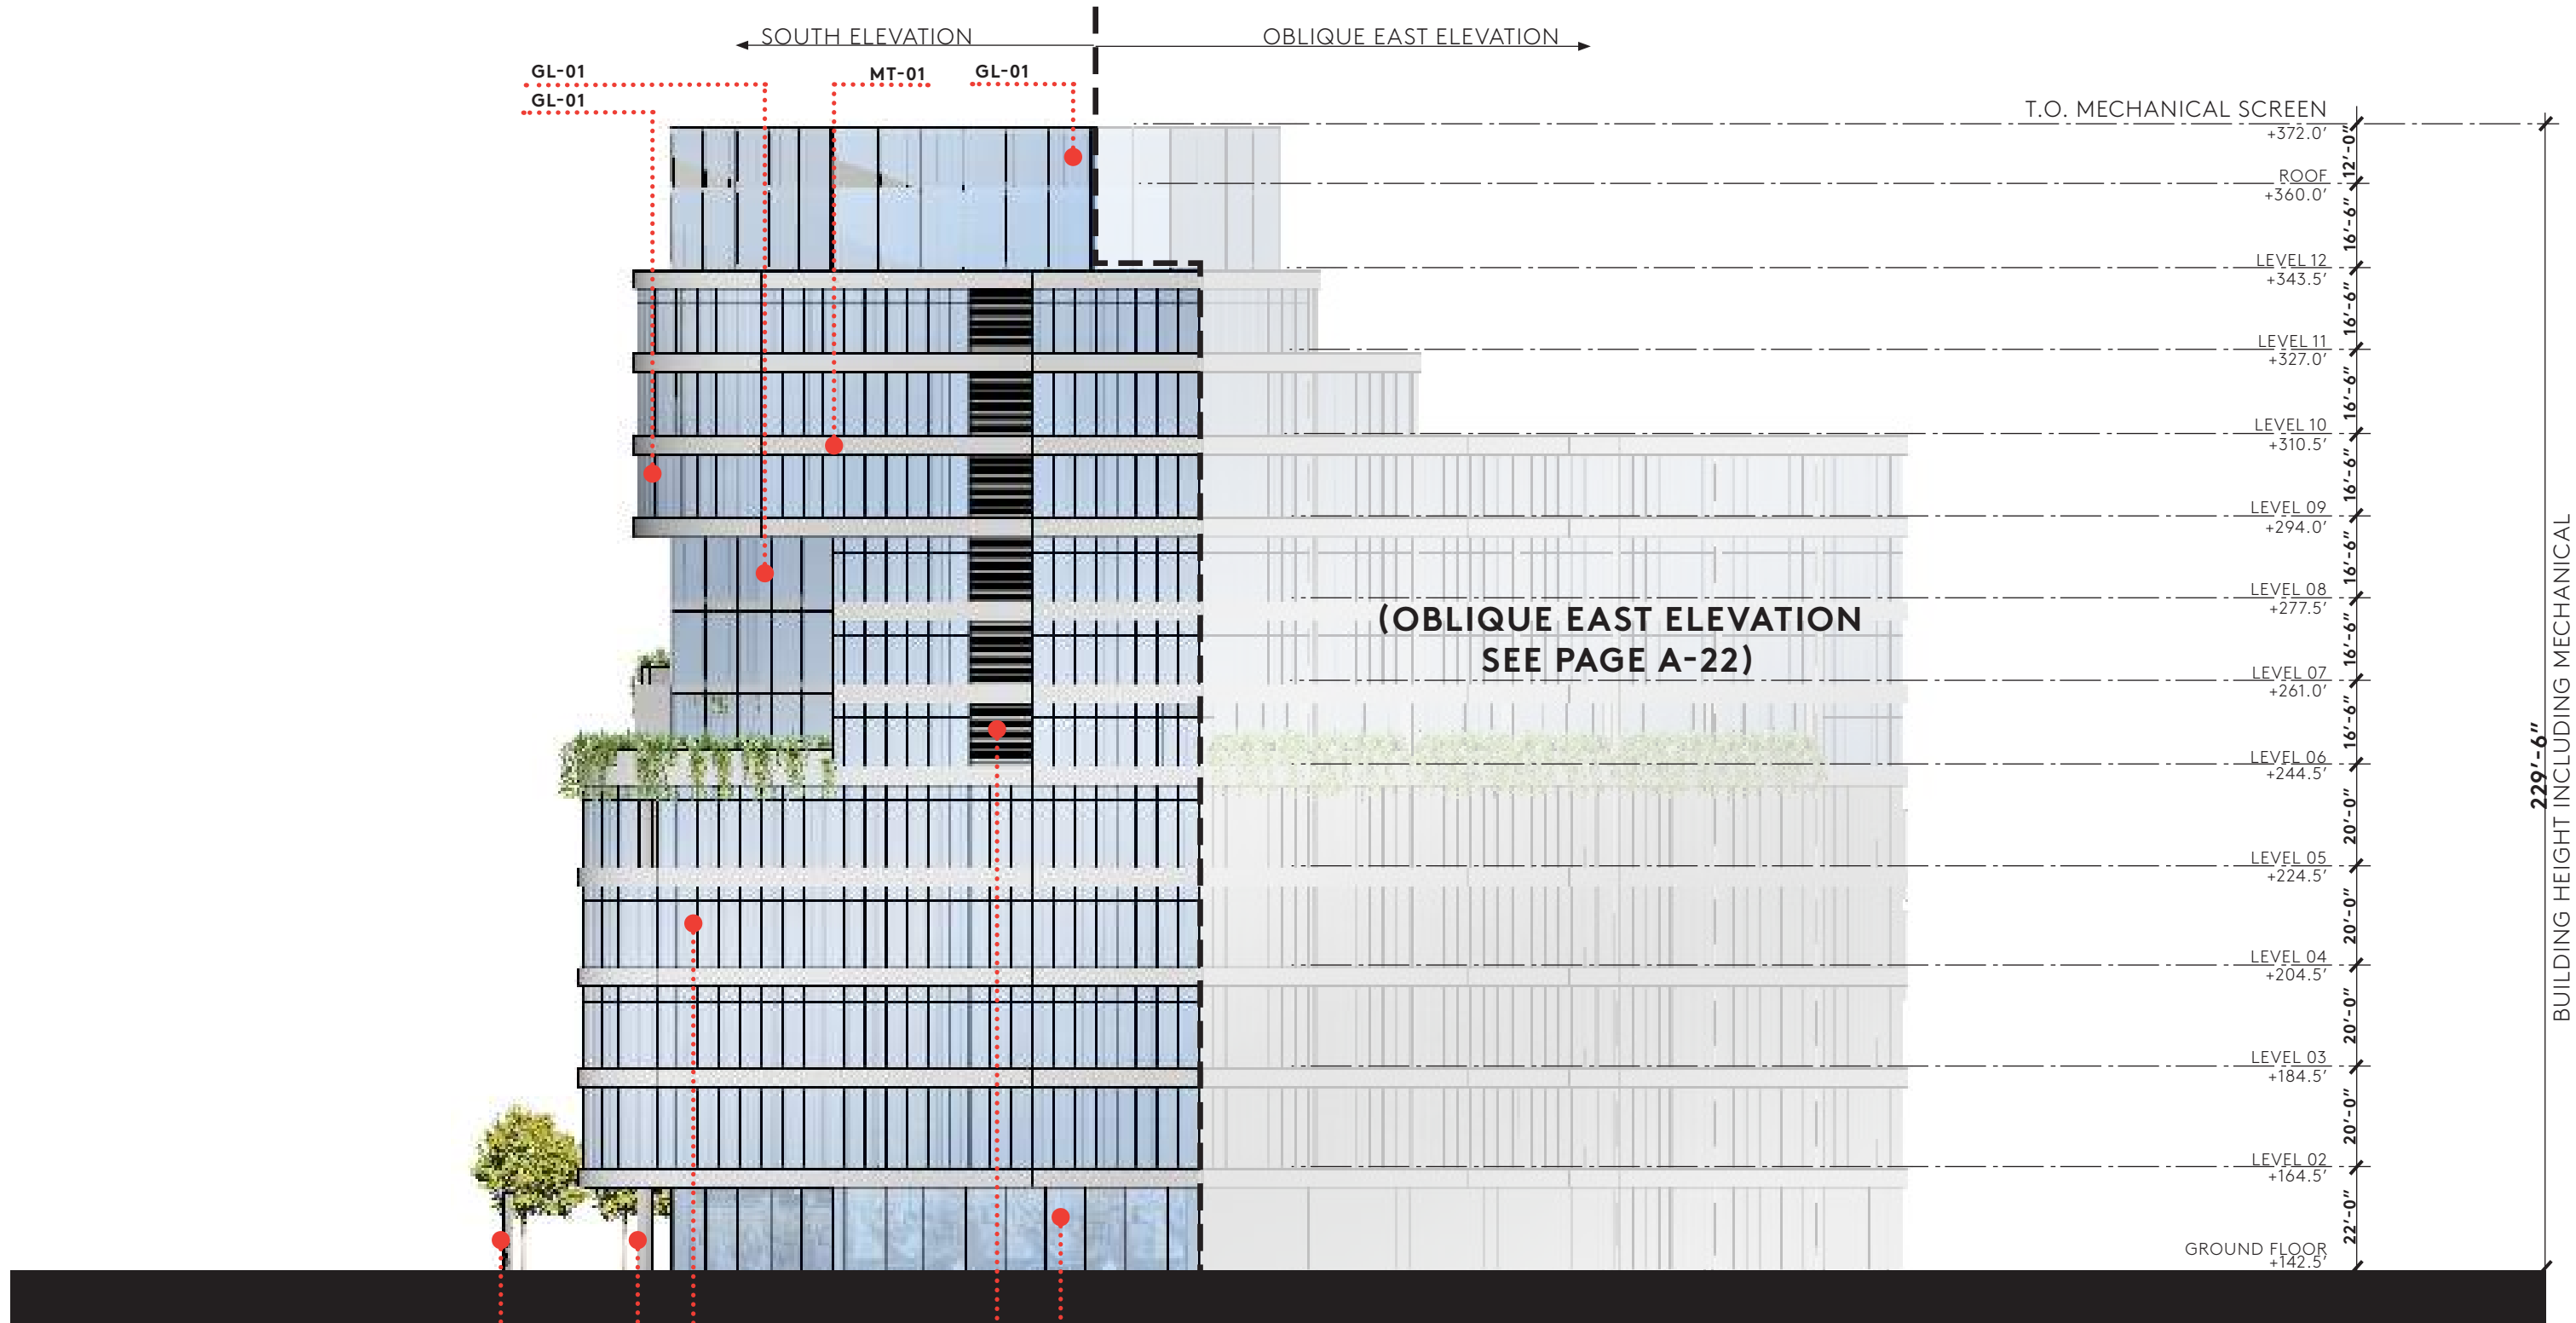 SOUTH ELEVATION
OBLIQUE EAST ELEVATION
GL-01
MT-01
GL-01
GL-01
T.O. MECHANICAL SCREEN
+372.0'
12'-0"
ROOF
+360.0'
16'-6"
LEVEL 12
+343.5'
16'-6"
LEVEL 11
+327.0'
16'-6"
LEVEL 10
+310.5'
16'-6"
LEVEL 09
+294.0'
16'-6"
LEVEL 08
+277.5'
16'-6"
LEVEL 07
+261.0'
16'-6"
LEVEL 06
+244.5'
20'-0"
LEVEL 05
+224.5'
20'-0"
LEVEL 04
+204.5'
20'-0"
LEVEL 03
+184.5'
20'-0"
LEVEL 02
+164.5'
22'-0"
GROUND FLOOR
+142.5'
(OBLIQUE EAST ELEVATION
SEE PAGE A-22)
229'-6"
BUILDING HEIGHT INCLUDING MECHANICAL